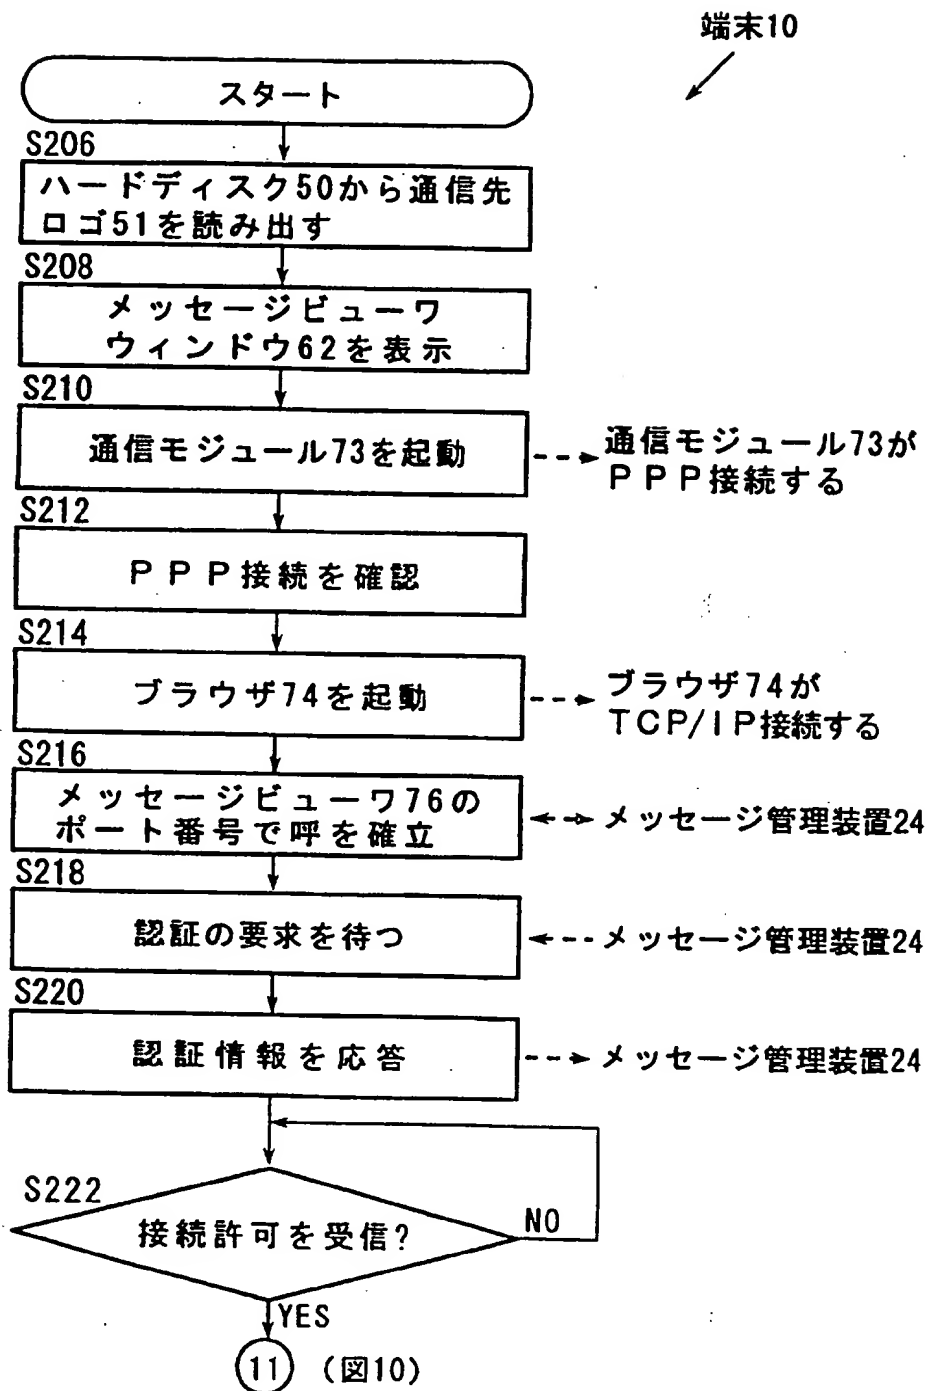 端末10
スタート
S206
ハードディスク50から通信先
ロゴ51を読み出す
S208
メッセージビューワ
ウィンドウ62を表示
S210
通信モジュール73を起動
通信モジュール73が
PPP接続する
S212
PPP接続を確認
S214
ブラウザ74を起動
ブラウザ74が
TCP/IP接続する
S216
メッセージビューワ76の
ポート番号で呼を確立
メッセージ管理装置24
S218
認証の要求を待つ
メッセージ管理装置24
S220
認証情報を応答
メッセージ管理装置24
S222
接続許可を受信?
NO
YES
11 (図10)